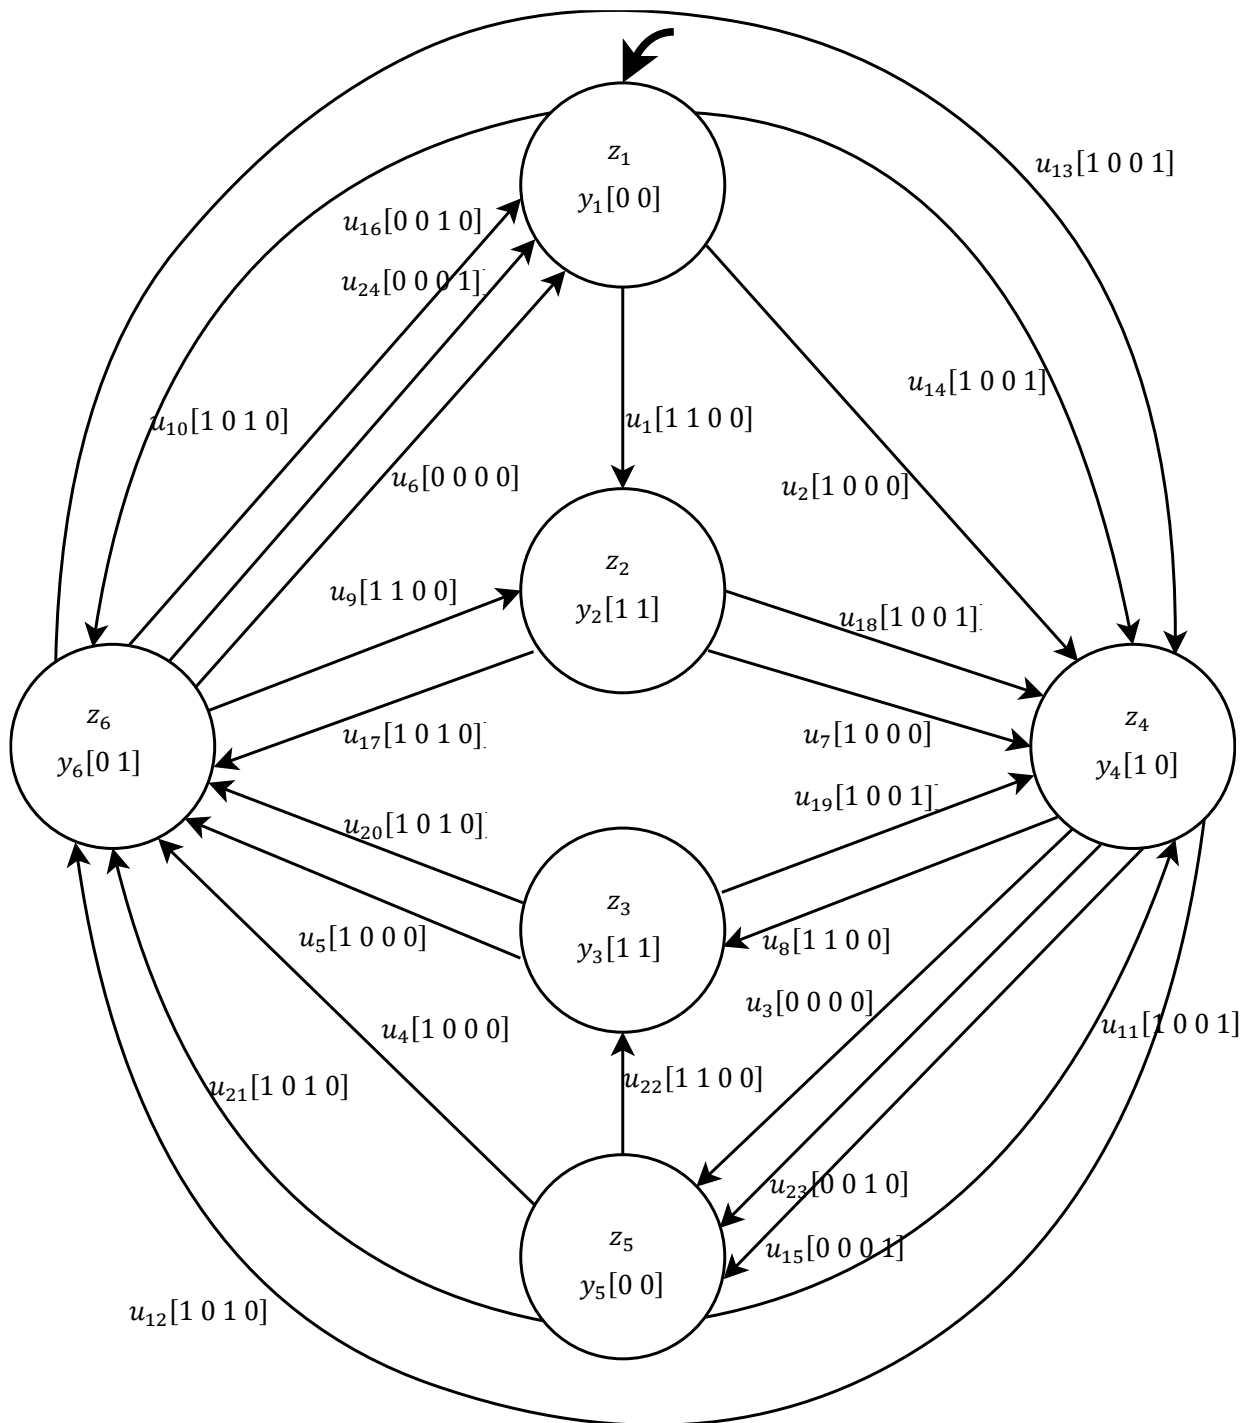 z₁
y₁[0 0]
u₁₃[1 0 0 1]
u₁₆[0 0 1 0]
u₂₄[0 0 0 1]
u₁₄[1 0 0 1]
u₁₀[1 0 1 0]
u₁[1 1 0 0]
u₆[0 0 0 0]
u₂[1 0 0 0]
z₂
y₂[1 1]
u₉[1 1 0 0]
u₁₈[1 0 0 1]
z₆
y₆[0 1]
u₁₇[1 0 1 0]
u₇[1 0 0 0]
z₄
y₄[1 0]
u₁₉[1 0 0 1]
u₂₀[1 0 1 0]
z₃
y₃[1 1]
u₅[1 0 0 0]
u₈[1 1 0 0]
u₃[0 0 0 0]
u₄[1 0 0 0]
u₁₁[1 0 0 1]
u₂₁[1 0 1 0]
u₂₂[1 1 0 0]
u₂₃[0 0 1 0]
z₅
y₅[0 0]
u₁₅[0 0 0 1]
u₁₂[1 0 1 0]